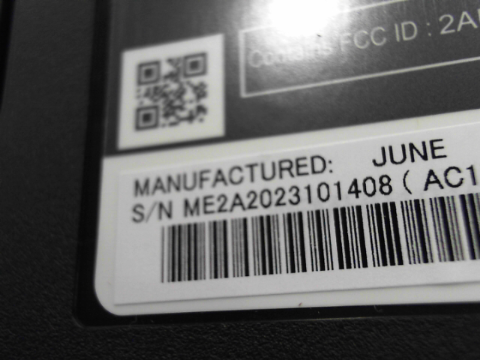 Contains FCC ID : 2A
MANUFACTURED: JUNE
S/N ME2A2023101408 ( AC1